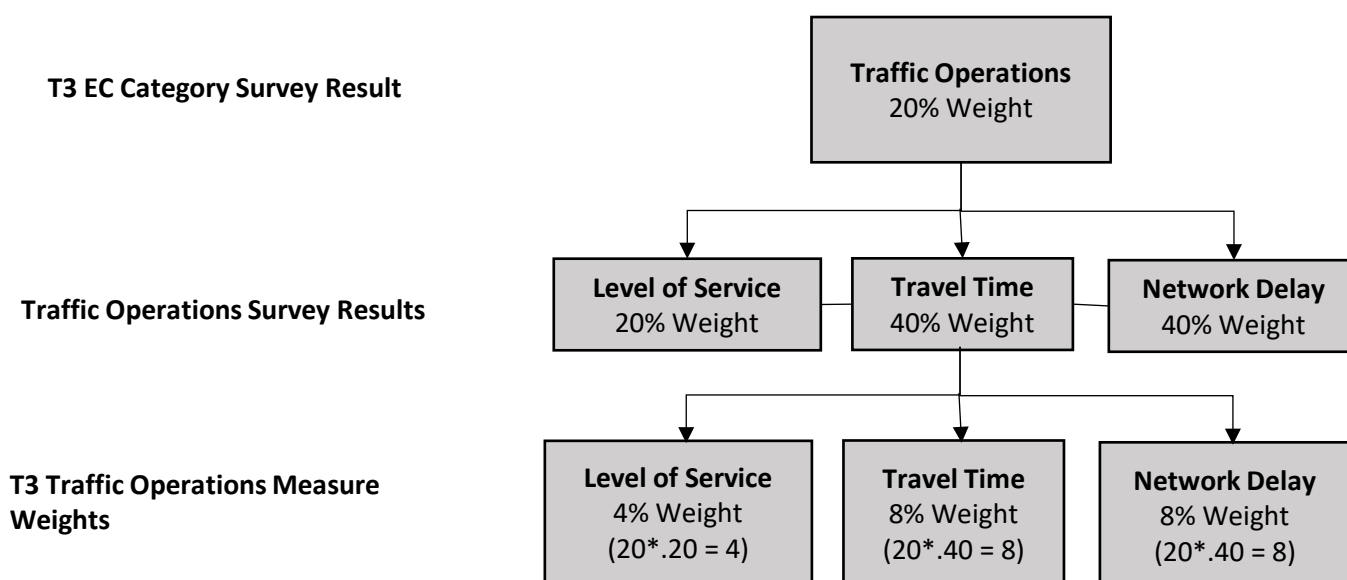 T3 EC Category Survey Result
Traffic Operations
20% Weight
Traffic Operations Survey Results
Level of Service
20% Weight
Travel Time
40% Weight
Network Delay
40% Weight
T3 Traffic Operations Measure
Weights
Level of Service
4% Weight
(20*.20 = 4)
Travel Time
8% Weight
(20*.40 = 8)
Network Delay
8% Weight
(20*.40 = 8)